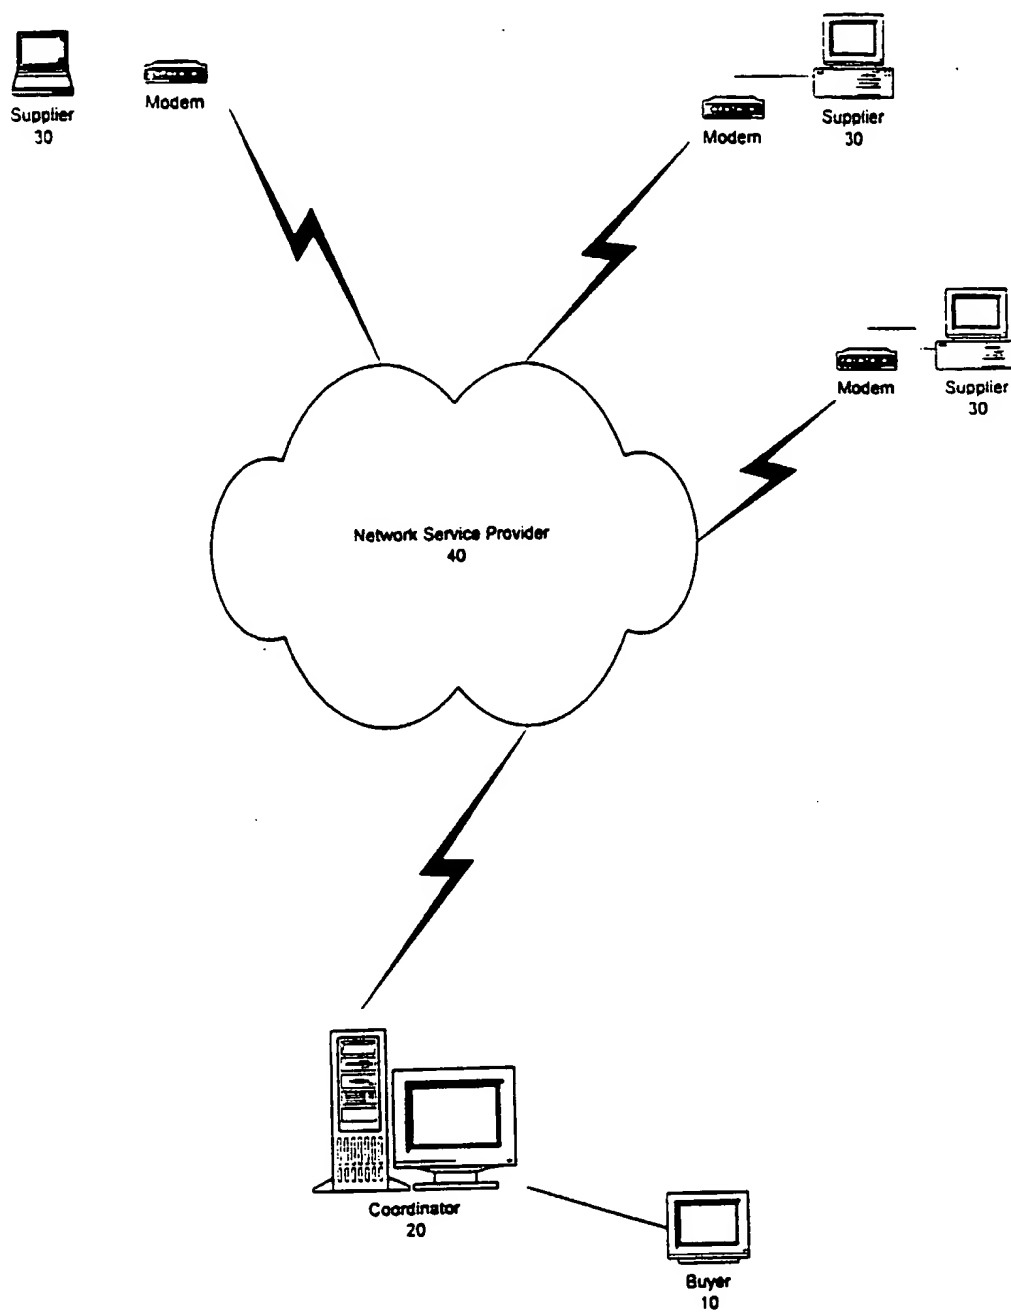 Supplier
30
Modem
Modem
Supplier
30
Modem
Supplier
30
Network Service Provider
40
Coordinator
20
Buyer
10